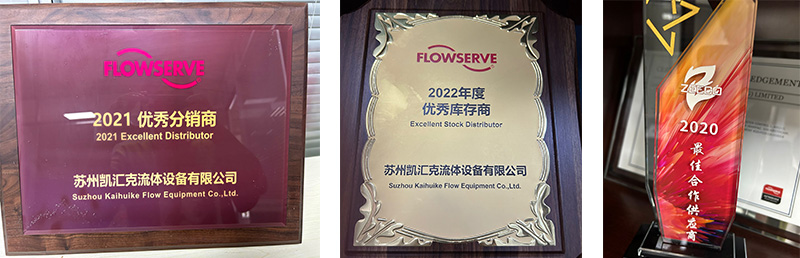 FLOWSERVE
2021 优秀分销商
2021 Excellent Distributor
苏州凯汇克流体设备有限公司
Suzhou Kaihuike Flow Equipment Co.,Ltd.
FLOWSERVE
2022年度
优秀库存商
Excellent Stock Distributor
苏州凯汇克流体设备有限公司
Suzhou Kaihuike Flow Equipment Co.,Ltd.
2020
最佳合作供应商
EDGEMENT
LIMITED